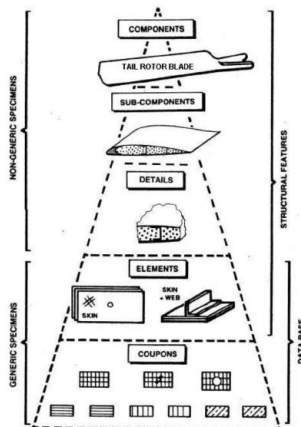 COMPONENTS
TAIL ROTOR BLADE
SUB-COMPONENTS
DETAILS
ELEMENTS
SKIN
SKIN
+ WEB
COUPONS
NON-GENERIC SPECIMENS
GENERIC SPECIMENS
STRUCTURAL FEATURES
DATA BASE